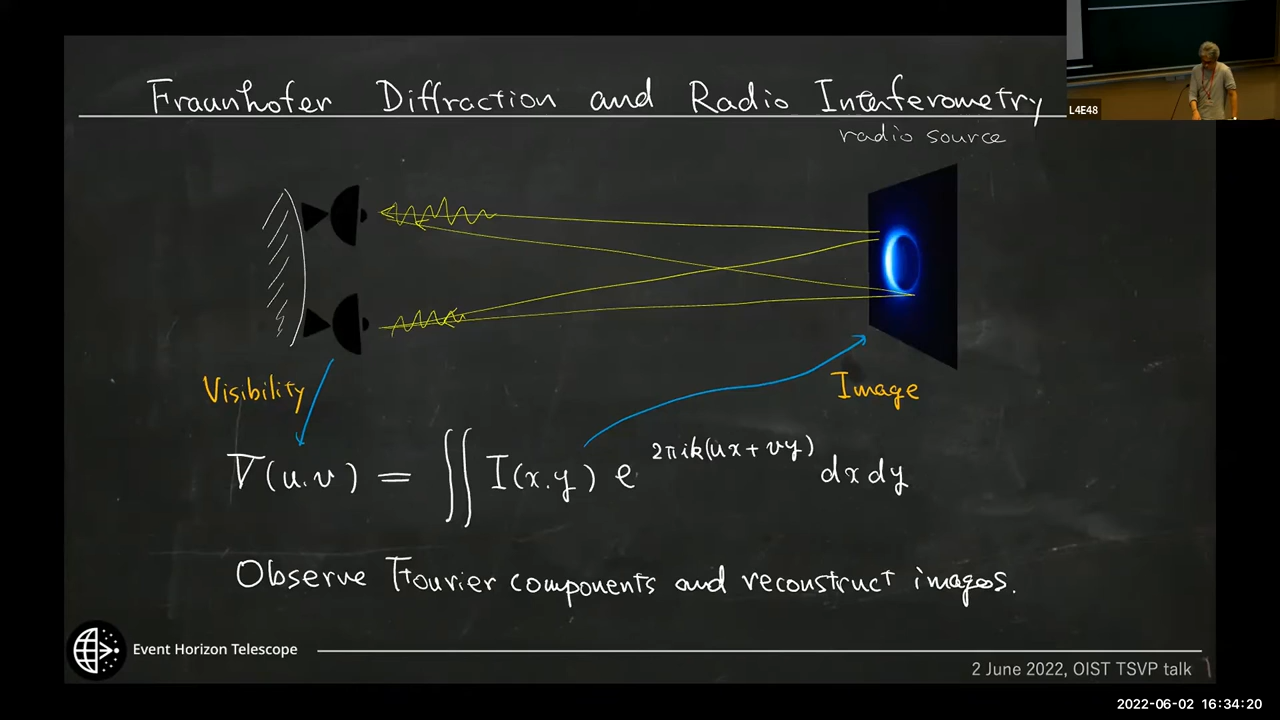 Fraunhofer Diffraction and Radio Interferometry
L4E48
radio source
Visibility
Image
V(u.v) = ∬ I(x.y) e^{2πik(ux+vy)} dxdy
Observe Fourier components and reconstruct images.
Event Horizon Telescope
2 June 2022, OIST TSVP talk
2022-06-02 16:34:20